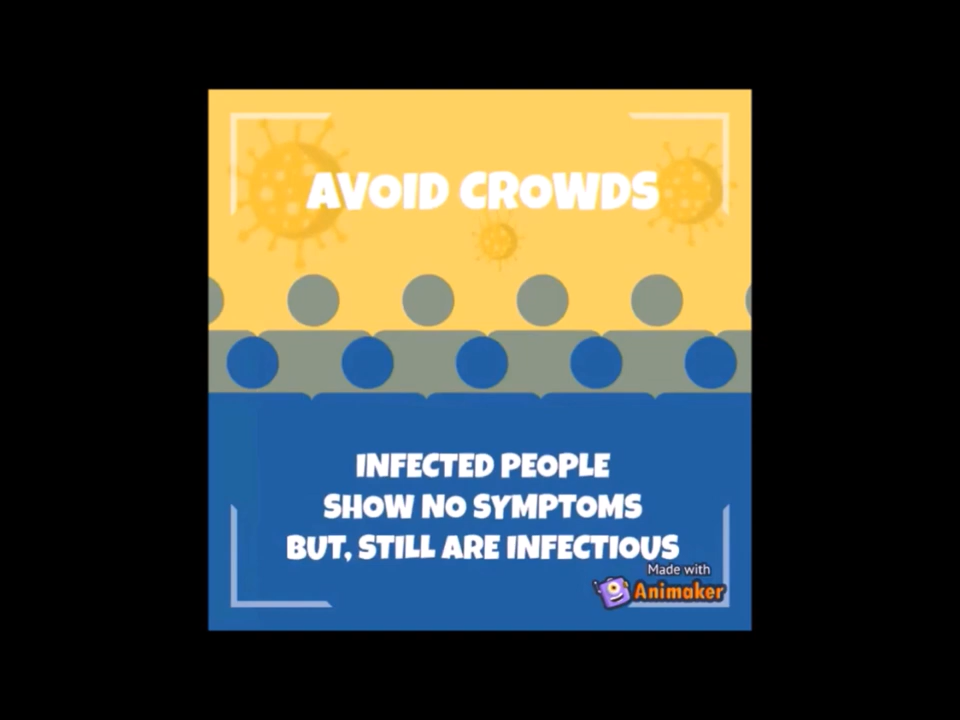 AVOID CROWDS
INFECTED PEOPLE
SHOW NO SYMPTOMS
BUT, STILL ARE INFECTIOUS
Made with
Animaker